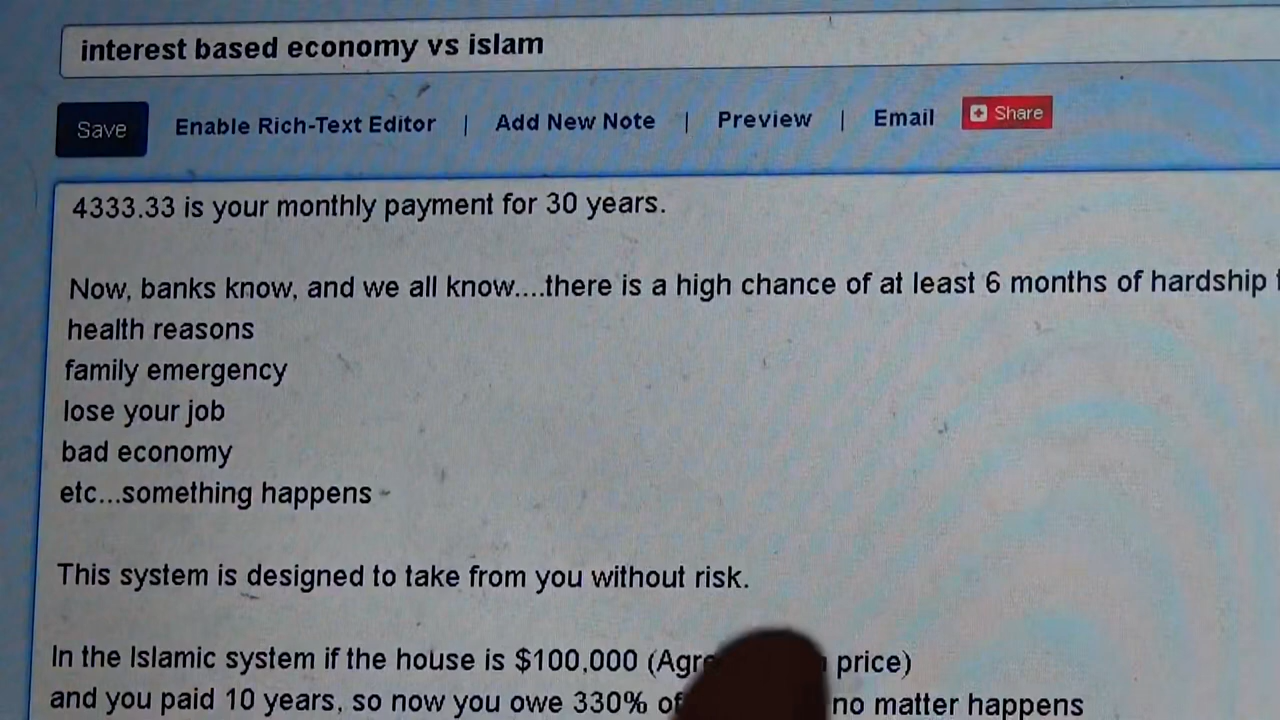 interest based economy vs islam
Save Enable Rich-Text Editor | Add New Note | Preview | Email Share
4333.33 is your monthly payment for 30 years.
Now, banks know, and we all know....there is a high chance of at least 6 months of hardship
health reasons
family emergency
lose your job
bad economy
etc...something happens
This system is designed to take from you without risk.
In the Islamic system if the house is $100,000 ( price)
and you paid 10 years, so now you owe 330% of no matter happens